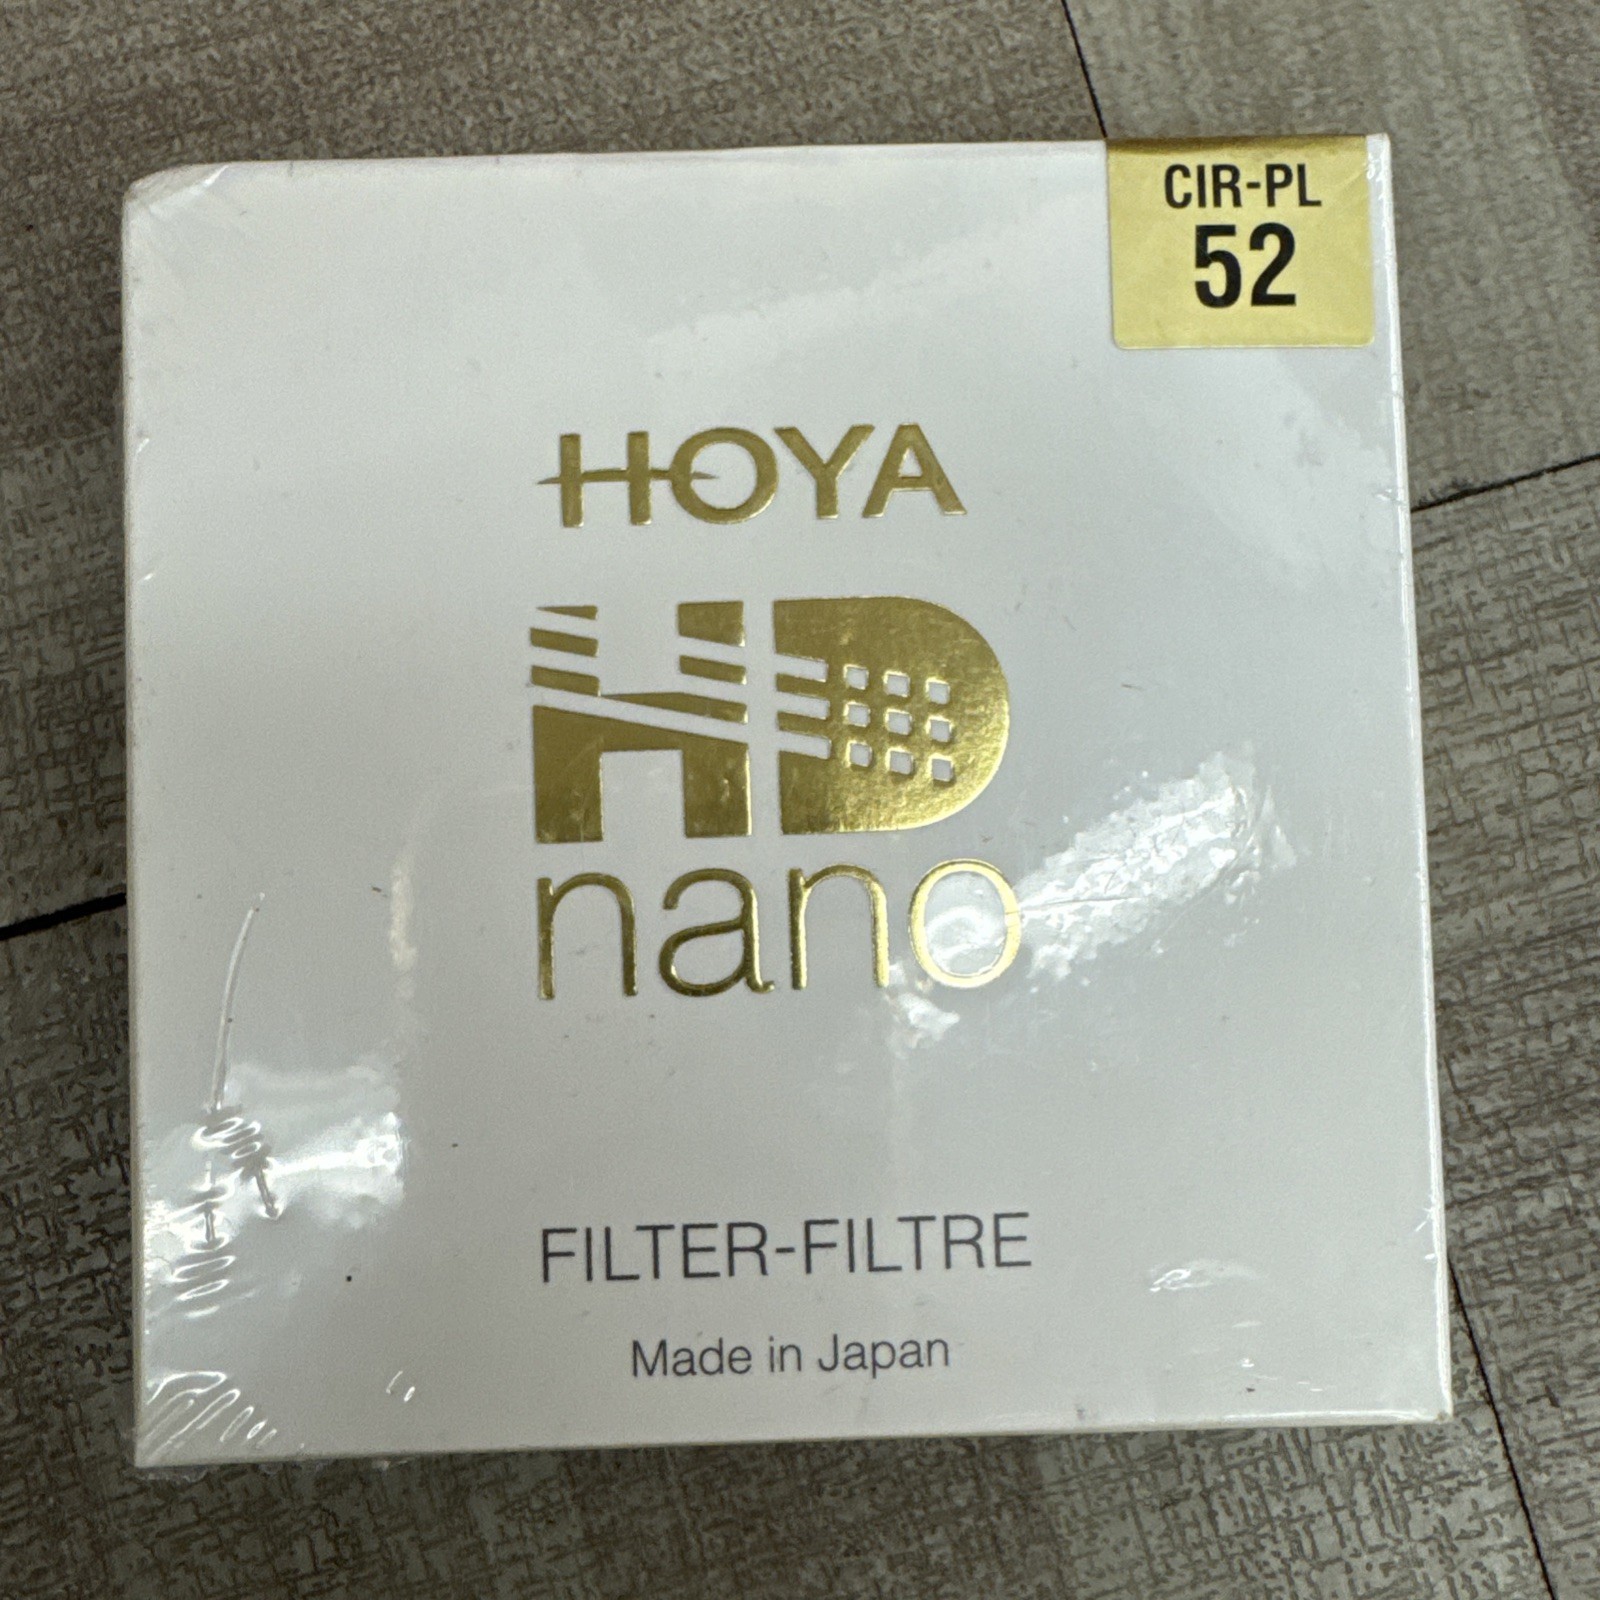 CIR-PL
52
HOYA
HD
nano
FILTER-FILTRE
Made in Japan